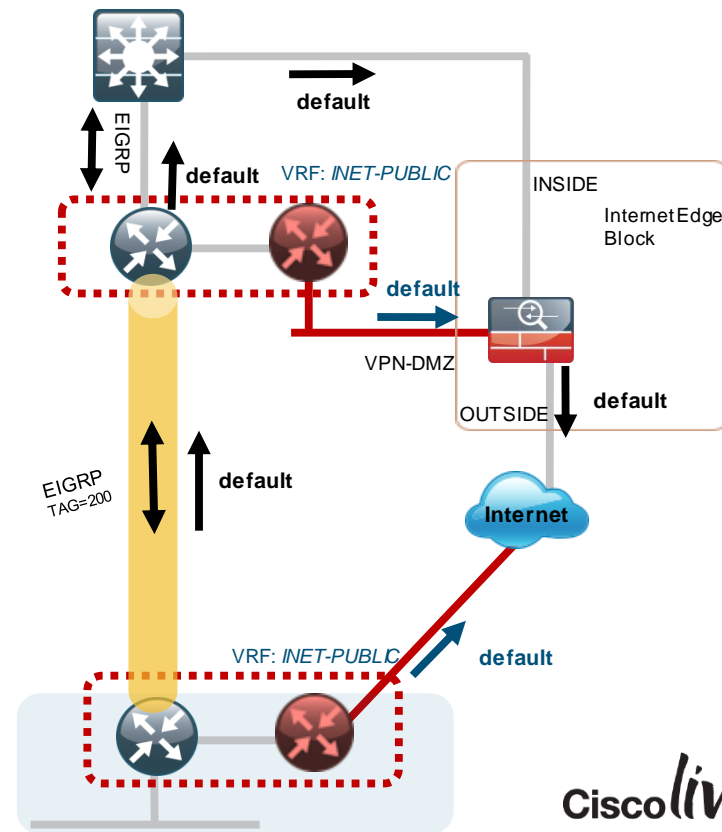 default
EIGRP
default
VRF: INET-PUBLIC
INSIDE
Internet Edge
Block
default
VPN-DMZ
OUTSIDE
default
EIGRP
TAG=200
default
Internet
VRF: INET-PUBLIC
default
Cisco